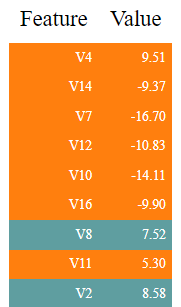 Feature Value
V4 9.51
V14 -9.37
V7 -16.70
V12 -10.83
V10 -14.11
V16 -9.90
V8 7.52
V11 5.30
V2 8.58